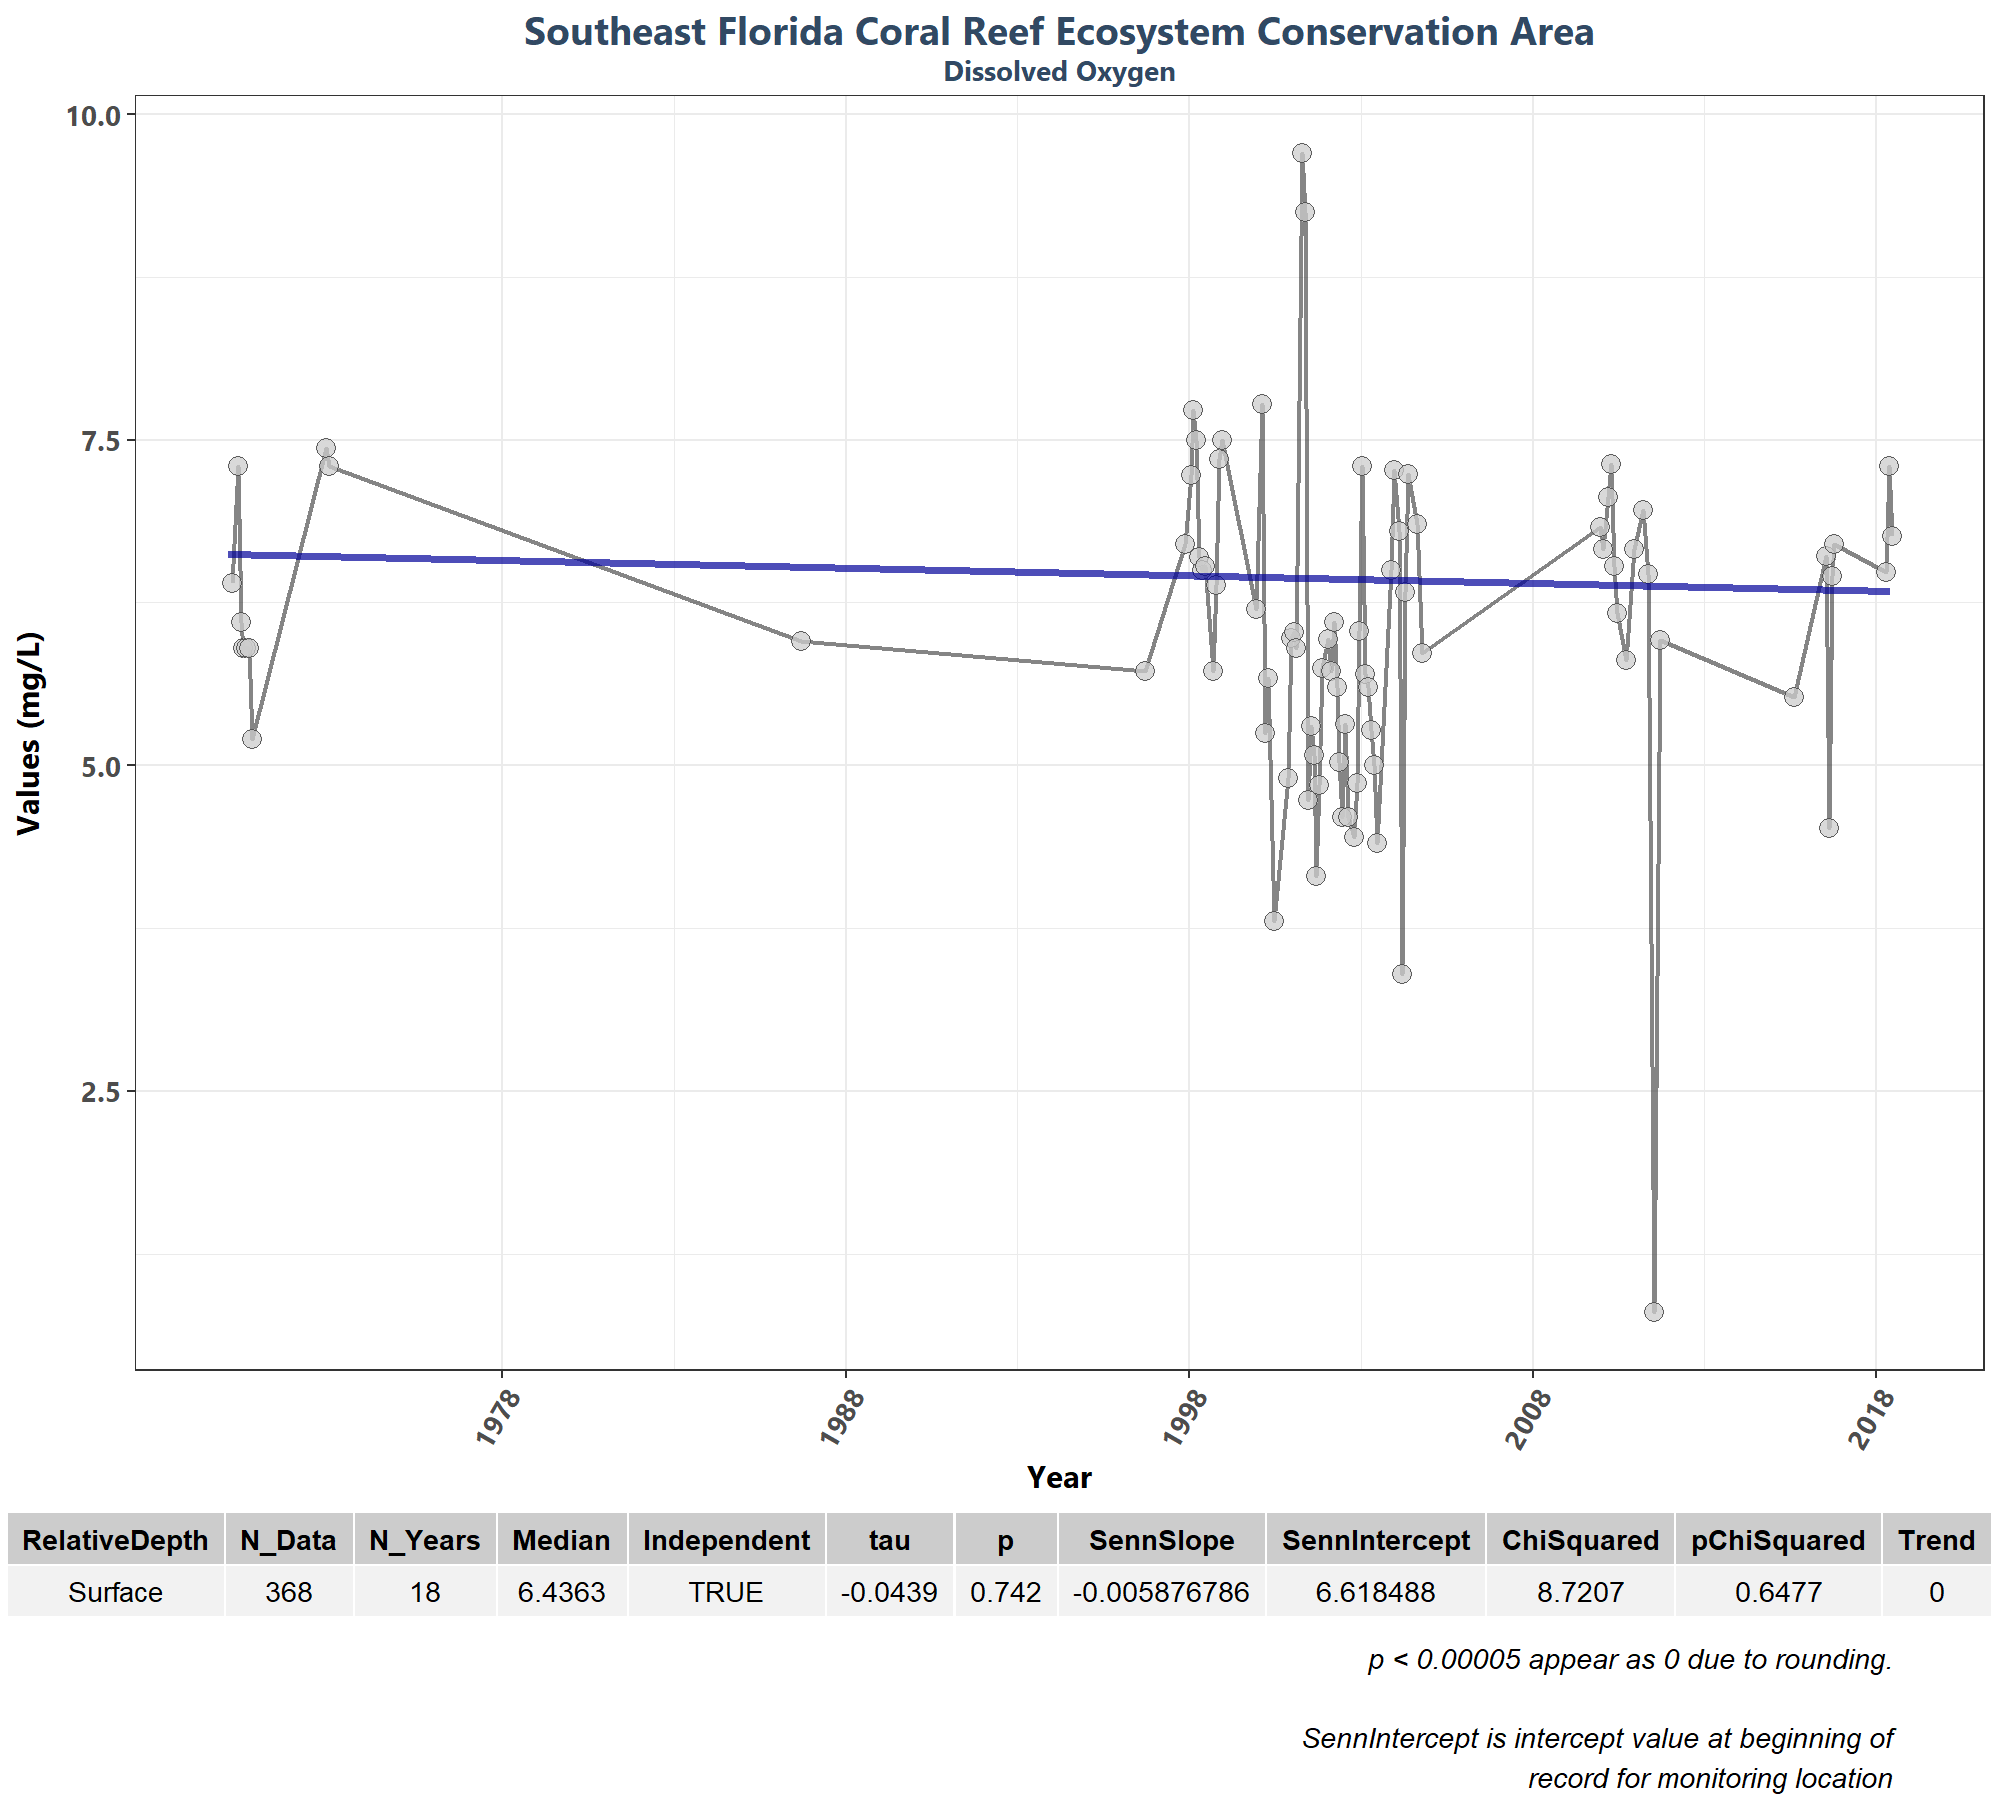 Southeast Florida Coral Reef Ecosystem Conservation Area
Dissolved Oxygen
10.0
7.5
5.0
2.5
Values (mg/L)
1978
1988
1998
2008
2018
Year
RelativeDepth N_Data N_Years Median Independent tau p SennSlope SennIntercept ChiSquared pChiSquared Trend
Surface 368 18 6.4363 TRUE -0.0439 0.742 -0.005876786 6.618488 8.7207 0.6477 0
p < 0.00005 appear as 0 due to rounding.
SennIntercept is intercept value at beginning of
record for monitoring location